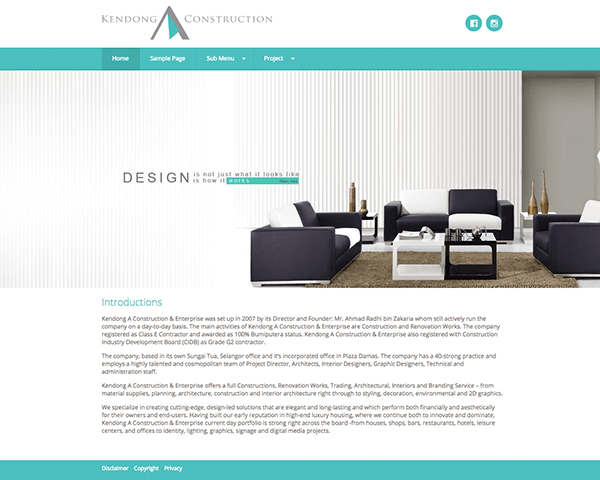 KENDONG A CONSTRUCTION
Home Sample Page Sub Menu Project
DESIGN is not just what it looks like
is how it works
Introductions
Kendong A Construction & Enterprise was set up in 2007 by its Director and Founder: Mr. Ahmad Radhi bin Zakaria whom still actively run the
company on a day-to-day basis. The main activities of Kendong A Construction & Enterprise are Construction and Renovation Works. The company
registered as Class E Contractor and awarded as 100% Bumiputera status. Kendong A Construction & Enterprise also registered with Construction
Industry Development Board (CIDB) as Grade G2 contractor.
The company, based in its own Sungai Tua, Selangor office and it's incorporated office in Plaza Damas. The company has a 40-strong practice and
employs a highly talented and cosmopolitan team of Project Director, Architects, Interior Designers, Graphic Designers, Technical and
administration staff.
Kendong A Construction & Enterprise offers a full Constructions, Renovation Works, Trading, Architectural, Interiors and Branding Service – from
material supplies, planning, architecture, construction and interior architecture right through to styling, decoration, environmental and 2D graphics.
We specialize in creating cutting-edge, design-led solutions that are elegant and long-lasting and which perform both financially and aesthetically
for their owners and end-users. Having built our early reputation in high-end luxury housing, where we continue both to innovate and dominate,
Kendong A Construction & Enterprise current day portfolio is strong right across the board -from houses, shops, bars, restaurants, hotels, leisure
centers, and offices to identity, lighting, graphics, signage and digital media projects.
Disclaimer Copyright Privacy